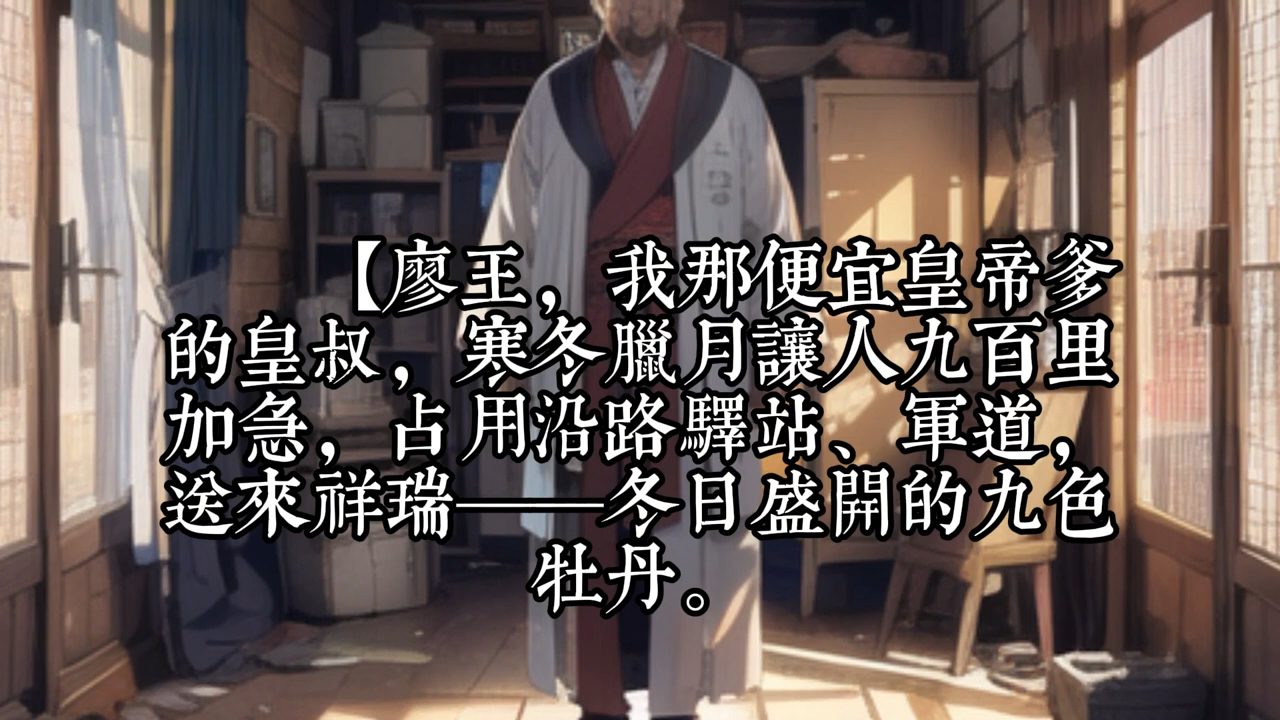 【廖王，我那便宜皇帝爹
的皇叔，寒冬臘月讓人九百里
加急，占用沿路驛站、軍道，
送來祥瑞——冬日盛開的九色
牡丹。